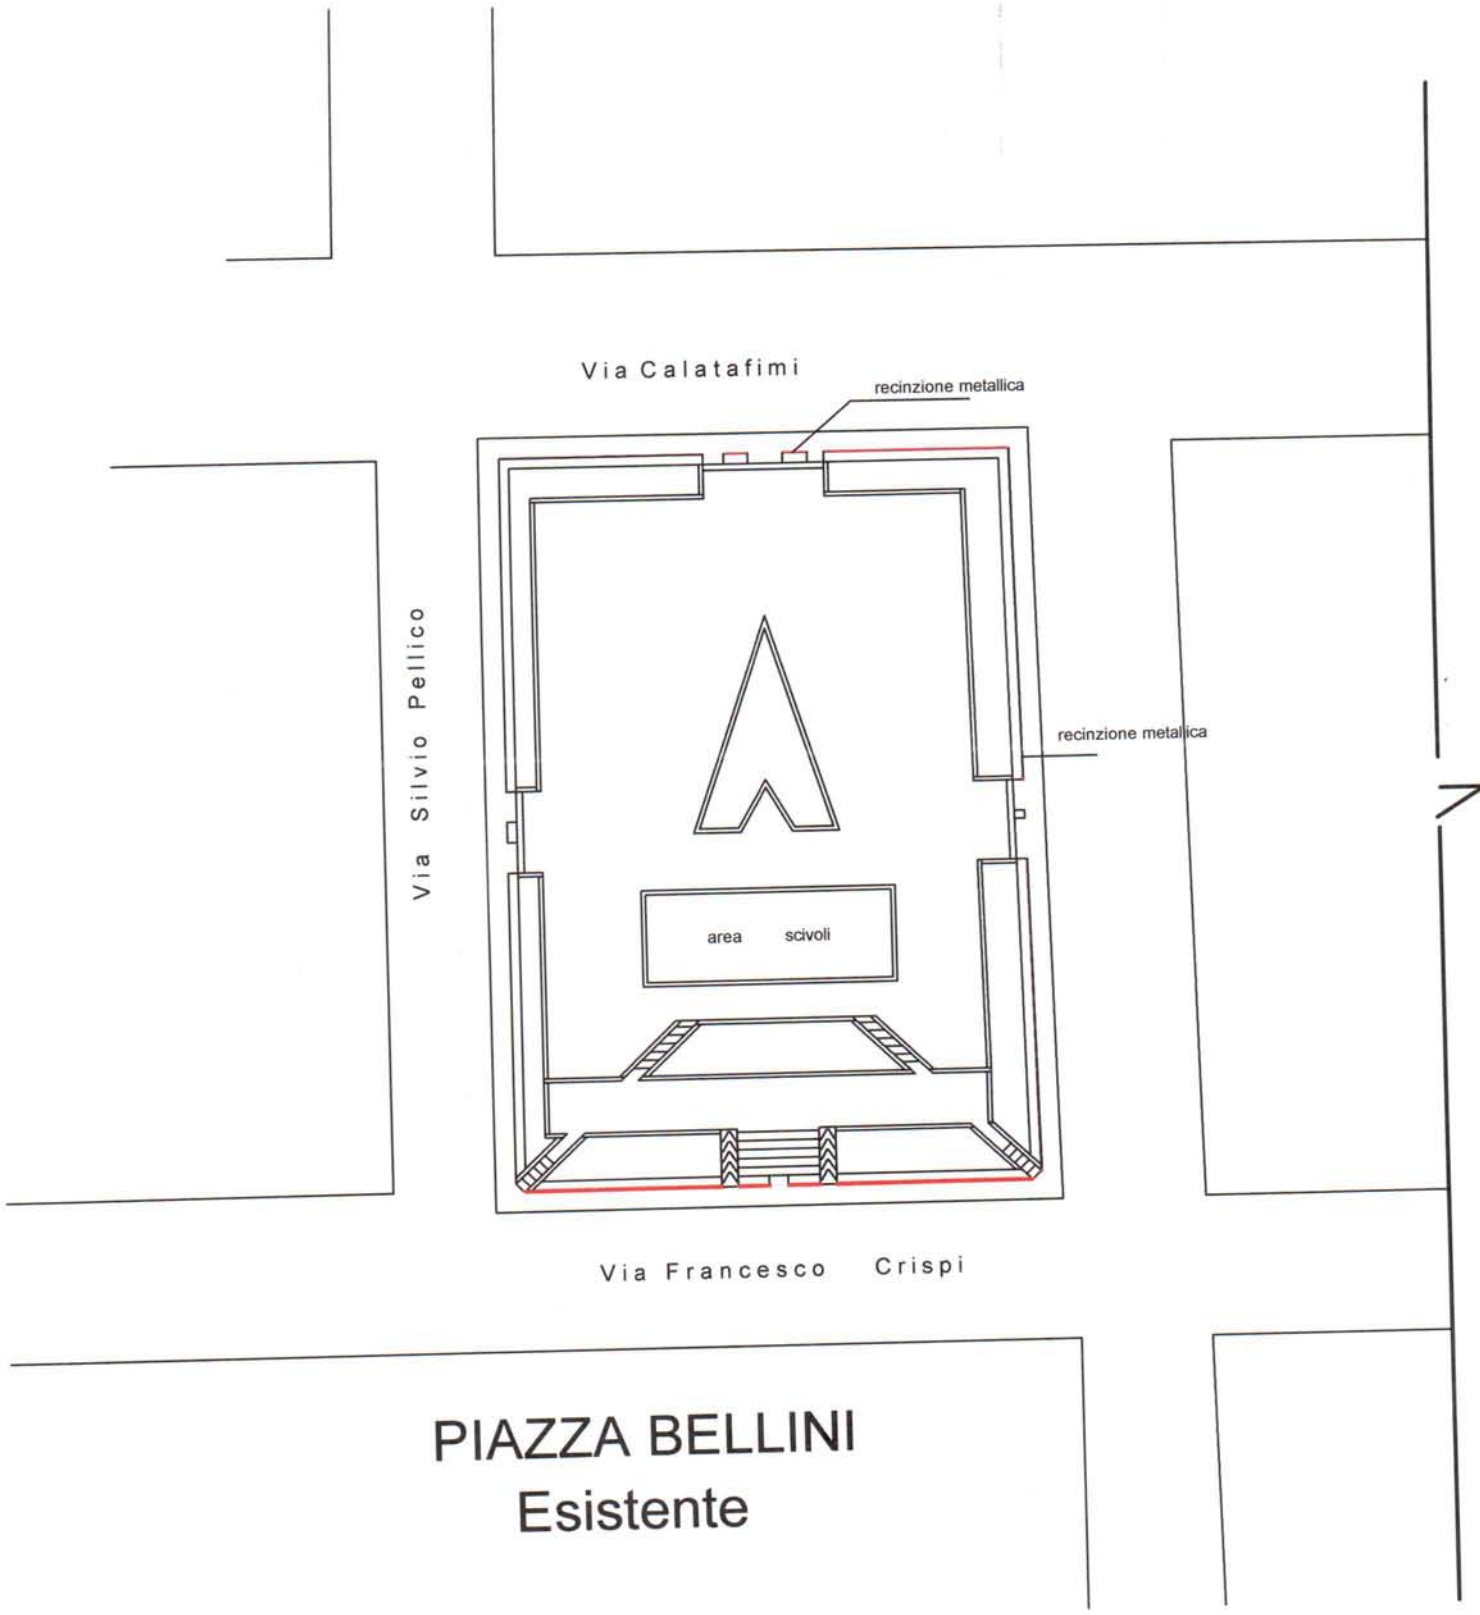 Via Calatafimi
recinzione metallica
Via Silvio Pellico
recinzione metallica
area scivoli
Via Francesco Crispi
PIAZZA BELLINI
Esistente